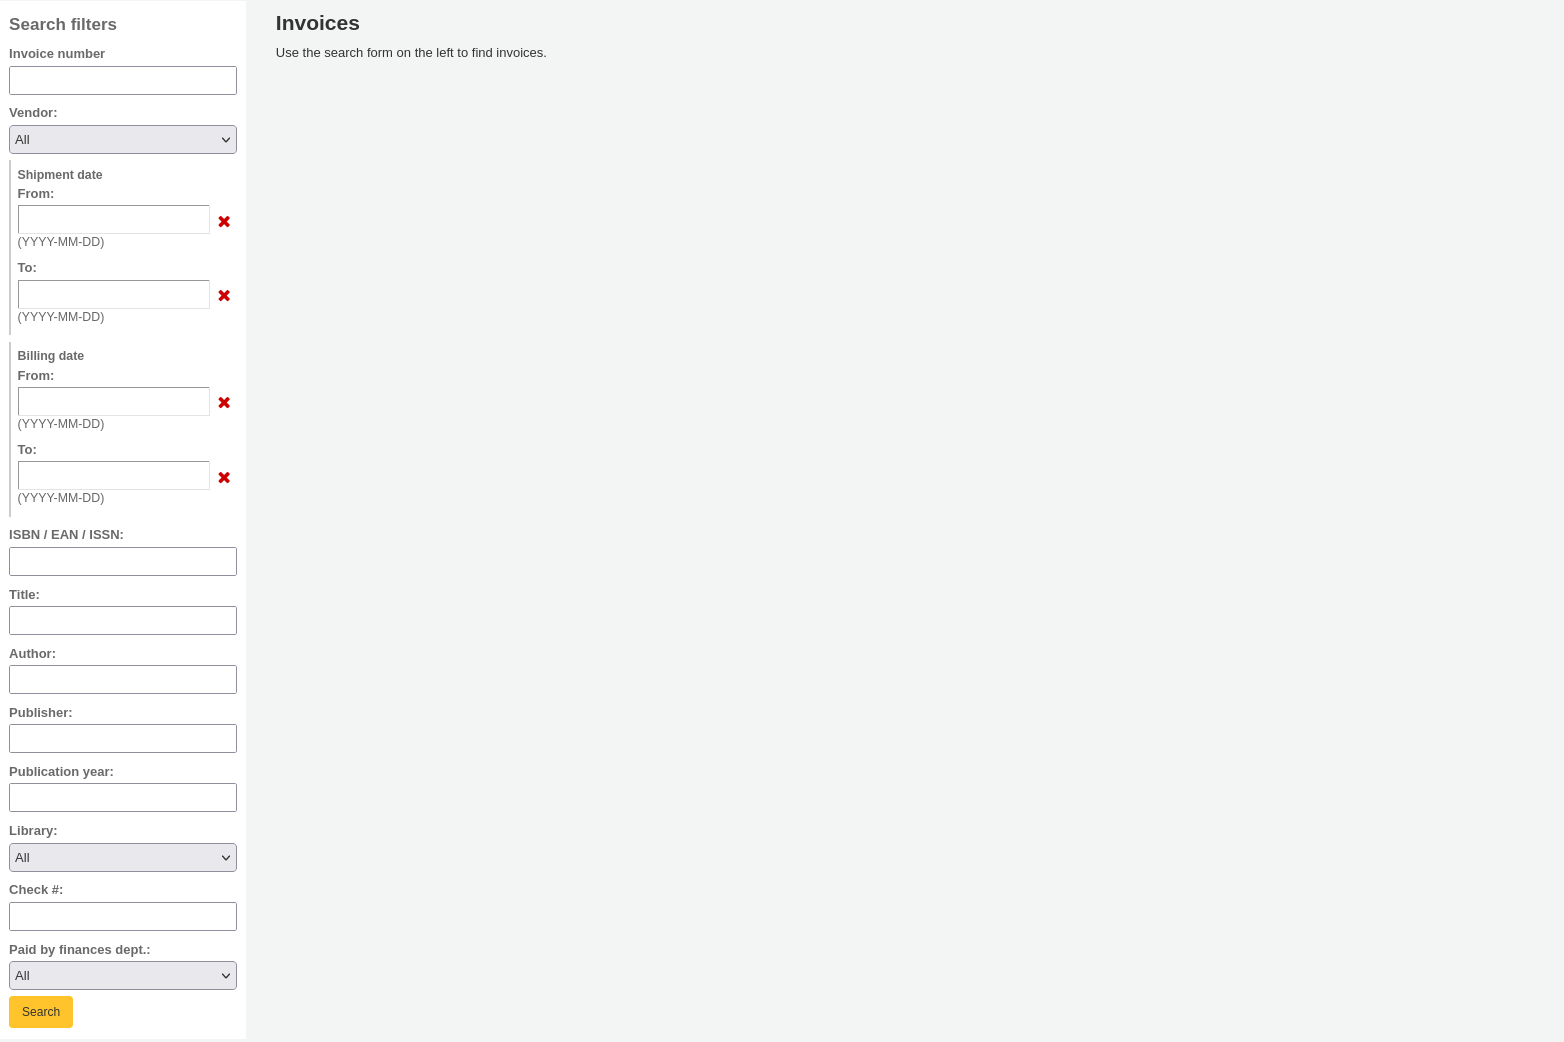 Search filters
Invoice number
Vendor:
All
Shipment date
From:
(YYYY-MM-DD)
To:
(YYYY-MM-DD)
Billing date
From:
(YYYY-MM-DD)
To:
(YYYY-MM-DD)
ISBN / EAN / ISSN:
Title:
Author:
Publisher:
Publication year:
Library:
All
Check #:
Paid by finances dept.:
All
Search
Invoices
Use the search form on the left to find invoices.